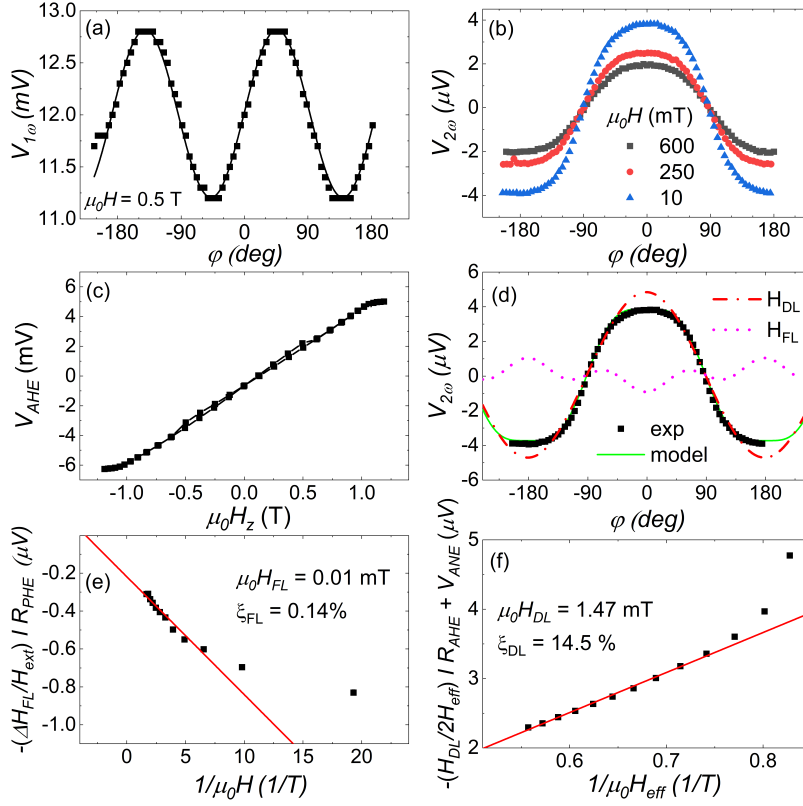 (a)
V1ω (mV)
13.0
12.5
12.0
11.5
11.0
μ0H = 0.5 T
-180 -90 0 90 180
φ (deg)
(b)
V2ω (μV)
4
2
0
-2
-4
μ0H (mT)
600
250
10
-180 -90 0 90 180
φ (deg)
(c)
VAHE (mV)
6
4
2
0
-2
-4
-6
-1.0 -0.5 0.0 0.5 1.0
μ0Hz (T)
(d)
V2ω (μV)
6
4
2
0
-2
-4
-6
HDL
HFL
exp
model
-180 -90 0 90 180
φ (deg)
(e)
-(ΔHFL/Hext) I RPHE (μV)
-0.2
-0.4
-0.6
-0.8
-1.0
μ0HFL = 0.01 mT
ξFL = 0.14%
0 5 10 15 20
1/μ0H (1/T)
(f)
-(HDL/2Heff) I RAHE + VANE (μV)
5
4
3
2
μ0HDL = 1.47 mT
ξDL = 14.5 %
0.6 0.7 0.8
1/μ0Heff (1/T)